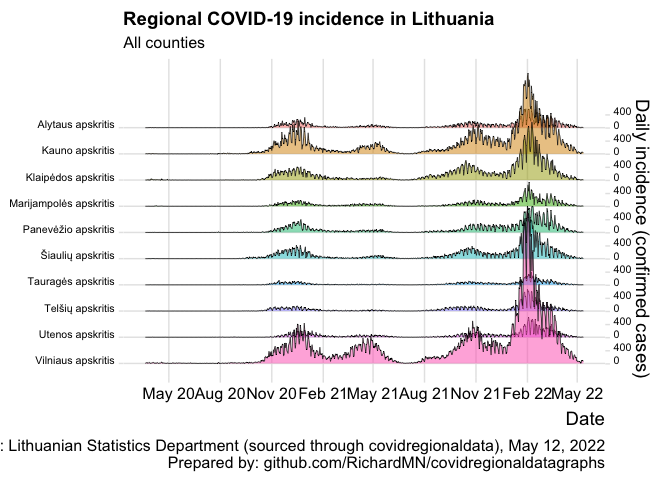 Regional COVID-19 incidence in Lithuania
All counties
Alytaus apskritis
Kauno apskritis
Klaipėdos apskritis
Marijampolės apskritis
Panevėžio apskritis
Šiaulių apskritis
Tauragės apskritis
Telšių apskritis
Utenos apskritis
Vilniaus apskritis
400
0
400
0
400
0
400
0
400
0
400
0
400
0
400
0
400
0
400
0
Daily incidence (confirmed cases)
May 20 Aug 20 Nov 20 Feb 21 May 21 Aug 21 Nov 21 Feb 22 May 22
Date
: Lithuanian Statistics Department (sourced through covidregionaldata), May 12, 2022
Prepared by: github.com/RichardMN/covidregionaldatagraphs